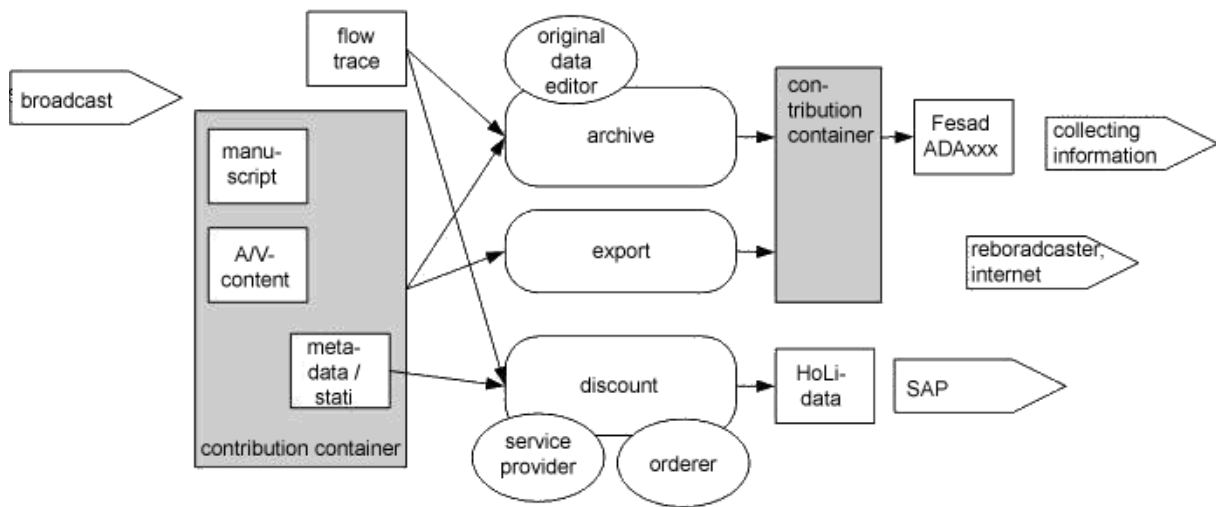 broadcast
flow
trace
manu-
script
A/V-
content
meta-
data /
stati
contribution container
original
data
editor
archive
export
discount
service
provider
orderer
con-
tribution
container
Fesad
ADAxxx
collecting
information
reboradcaster,
internet
HoLi-
data
SAP